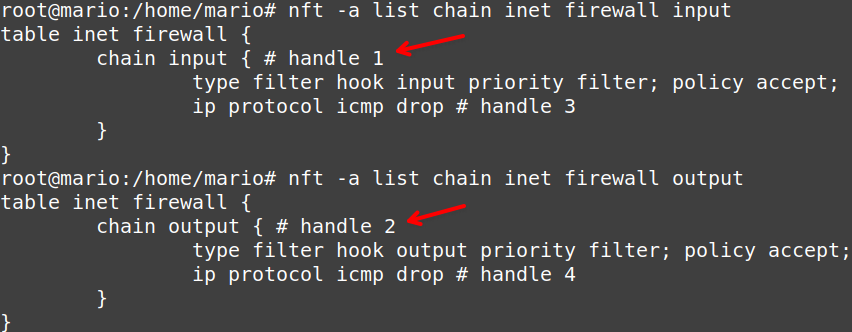 root@mario:/home/mario# nft -a list chain inet firewall input
table inet firewall {
        chain input { # handle 1
                type filter hook input priority filter; policy accept;
                ip protocol icmp drop # handle 3
        }
}
root@mario:/home/mario# nft -a list chain inet firewall output
table inet firewall {
        chain output { # handle 2
                type filter hook output priority filter; policy accept;
                ip protocol icmp drop # handle 4
        }
}